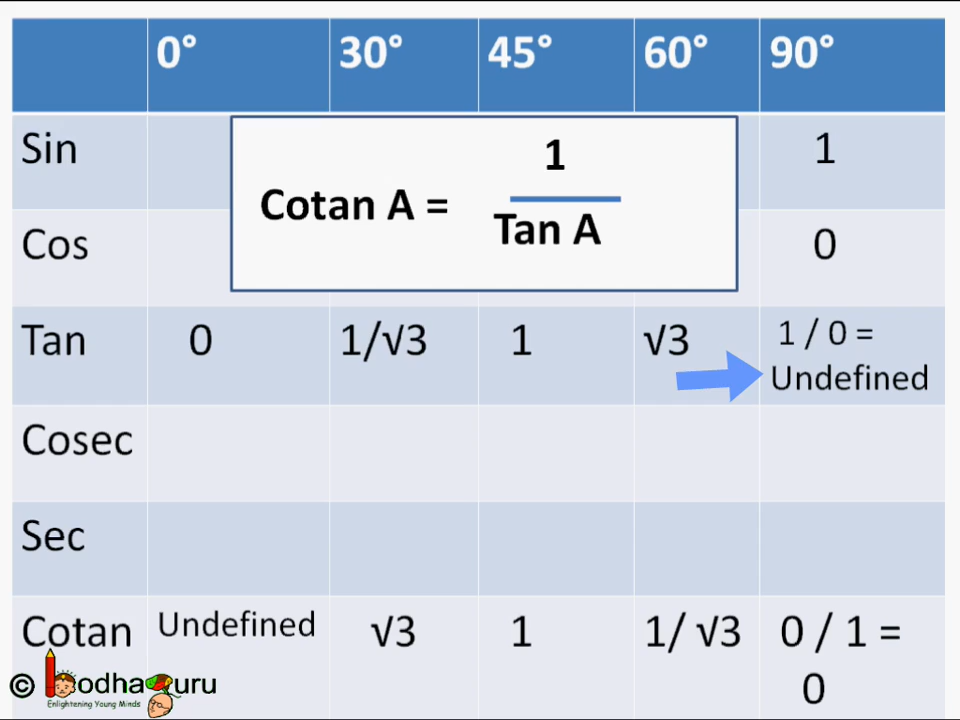 0° 30° 45° 60° 90°
Sin 1
Cotan A = 1 / Tan A
Cos 0
Tan 0 1/√3 1 √3 1 / 0 = Undefined
Cosec
Sec
Cotan Undefined √3 1 1/ √3 0 / 1 = 0
© BodhaGuru
Enlightening Young Minds